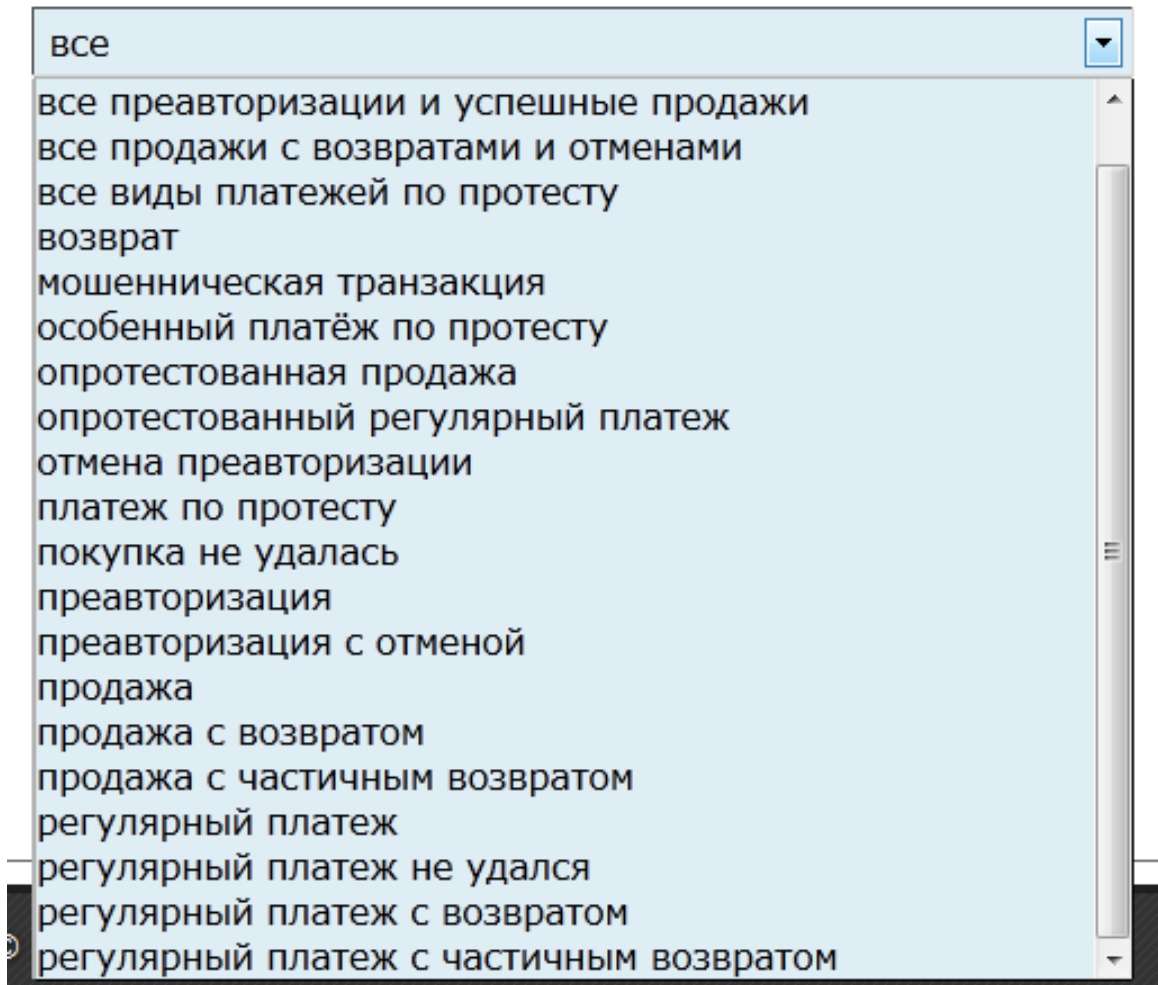 все
все преавторизации и успешные продажи
все продажи с возвратами и отменами
все виды платежей по протесту
возврат
мошенническая транзакция
особенный платёж по протесту
опротестованная продажа
опротестованный регулярный платеж
отмена преавторизации
платеж по протесту
покупка не удалась
преавторизация
преавторизация с отменой
продажа
продажа с возвратом
продажа с частичным возвратом
регулярный платеж
регулярный платеж не удался
регулярный платеж с возвратом
©
регулярный платеж с частичным возвратом